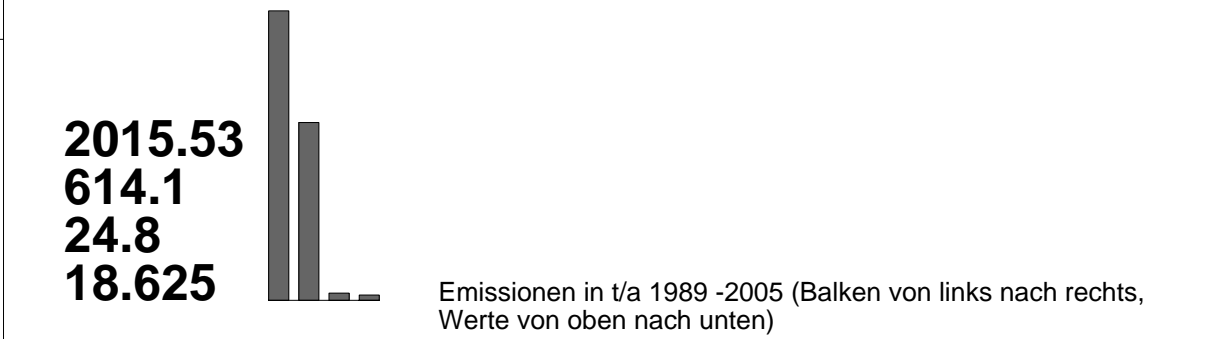 2015.53
614.1
24.8
18.625
Emissionen in t/a 1989 -2005 (Balken von links nach rechts,
Werte von oben nach unten)